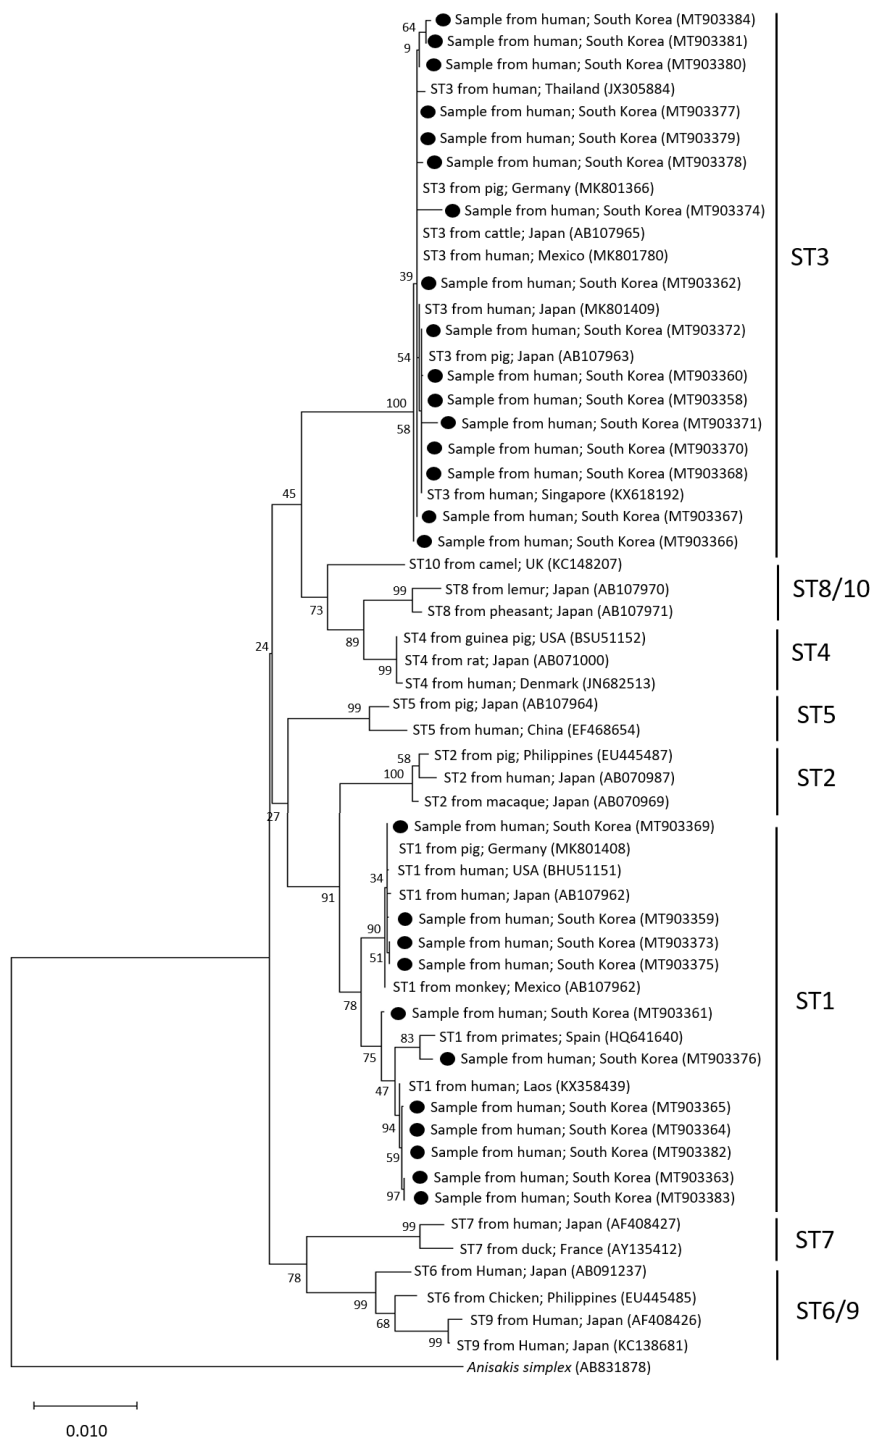 64
Sample from human; South Korea (MT903384)
9
Sample from human; South Korea (MT903381)
Sample from human; South Korea (MT903380)
ST3 from human; Thailand (JX305884)
Sample from human; South Korea (MT903377)
Sample from human; South Korea (MT903379)
Sample from human; South Korea (MT903378)
ST3 from pig; Germany (MK801366)
Sample from human; South Korea (MT903374)
ST3 from cattle; Japan (AB107965)
ST3 from human; Mexico (MK801780)
ST3
39
Sample from human; South Korea (MT903362)
ST3 from human; Japan (MK801409)
Sample from human; South Korea (MT903372)
54
ST3 from pig; Japan (AB107963)
Sample from human; South Korea (MT903360)
Sample from human; South Korea (MT903358)
100
Sample from human; South Korea (MT903371)
58
Sample from human; South Korea (MT903370)
Sample from human; South Korea (MT903368)
45
ST3 from human; Singapore (KX618192)
Sample from human; South Korea (MT903367)
Sample from human; South Korea (MT903366)
ST10 from camel; UK (KC148207)
99
ST8 from lemur; Japan (AB107970)
ST8/10
73
ST8 from pheasant; Japan (AB107971)
89
ST4 from guinea pig; USA (BSU51152)
24
ST4 from rat; Japan (AB071000)
ST4
99
ST4 from human; Denmark (JN682513)
99
ST5 from pig; Japan (AB107964)
ST5
ST5 from human; China (EF468654)
58
ST2 from pig; Philippines (EU445487)
100
ST2 from human; Japan (AB070987)
ST2
ST2 from macaque; Japan (AB070969)
27
Sample from human; South Korea (MT903369)
ST1 from pig; Germany (MK801408)
ST1 from human; USA (BHU51151)
34
ST1 from human; Japan (AB107962)
91
Sample from human; South Korea (MT903359)
90
Sample from human; South Korea (MT903373)
51
Sample from human; South Korea (MT903375)
ST1 from monkey; Mexico (AB107962)
78
ST1
Sample from human; South Korea (MT903361)
83
ST1 from primates; Spain (HQ641640)
75
Sample from human; South Korea (MT903376)
47
ST1 from human; Laos (KX358439)
Sample from human; South Korea (MT903365)
94
Sample from human; South Korea (MT903364)
Sample from human; South Korea (MT903382)
59
Sample from human; South Korea (MT903363)
97
Sample from human; South Korea (MT903383)
99
ST7 from human; Japan (AF408427)
ST7
ST7 from duck; France (AY135412)
78
ST6 from Human; Japan (AB091237)
99
ST6 from Chicken; Philippines (EU445485)
ST6/9
68
ST9 from Human; Japan (AF408426)
99
ST9 from Human; Japan (KC138681)
Anisakis simplex (AB831878)
0.010